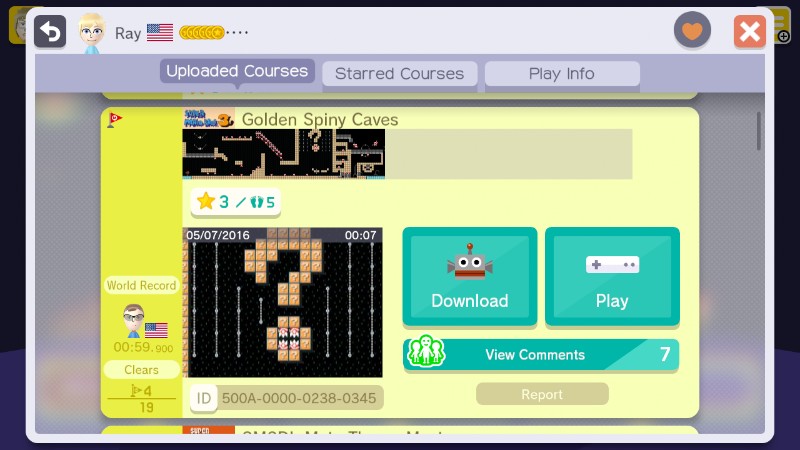 Ray
Uploaded Courses
Starred Courses
Play Info
Golden Spiny Caves
3 / 5
05/07/2016
00:07
World Record
00:59.900
Clears
4
19
Download
Play
View Comments
7
ID
500A-0000-0238-0345
Report